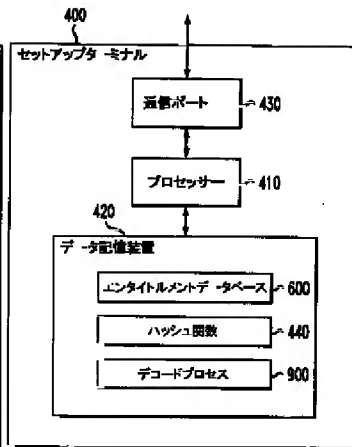 400
セットアップターミナル
通信ポート
430
プロセッサー
410
420
データ記憶装置
エンタイトルメントデータベース
600
ハッシュ関数
440
デコードプロセス
900